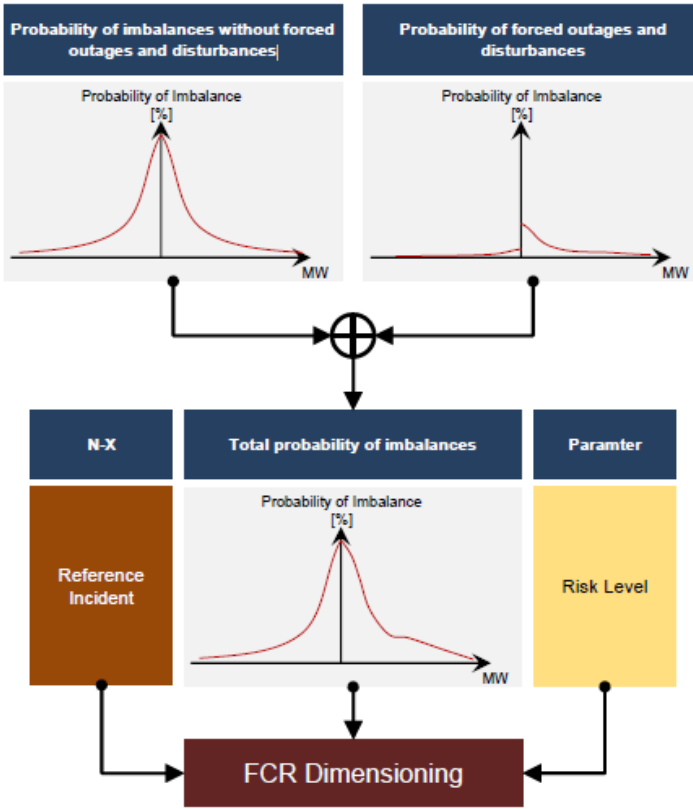 Probability of imbalances without forced
outages and disturbances
Probability of forced outages and
disturbances
Probability of Imbalance
[%]
MW
Probability of Imbalance
[%]
MW
N-X
Total probability of imbalances
Paramter
Reference
Incident
Probability of Imbalance
[%]
MW
Risk Level
FCR Dimensioning